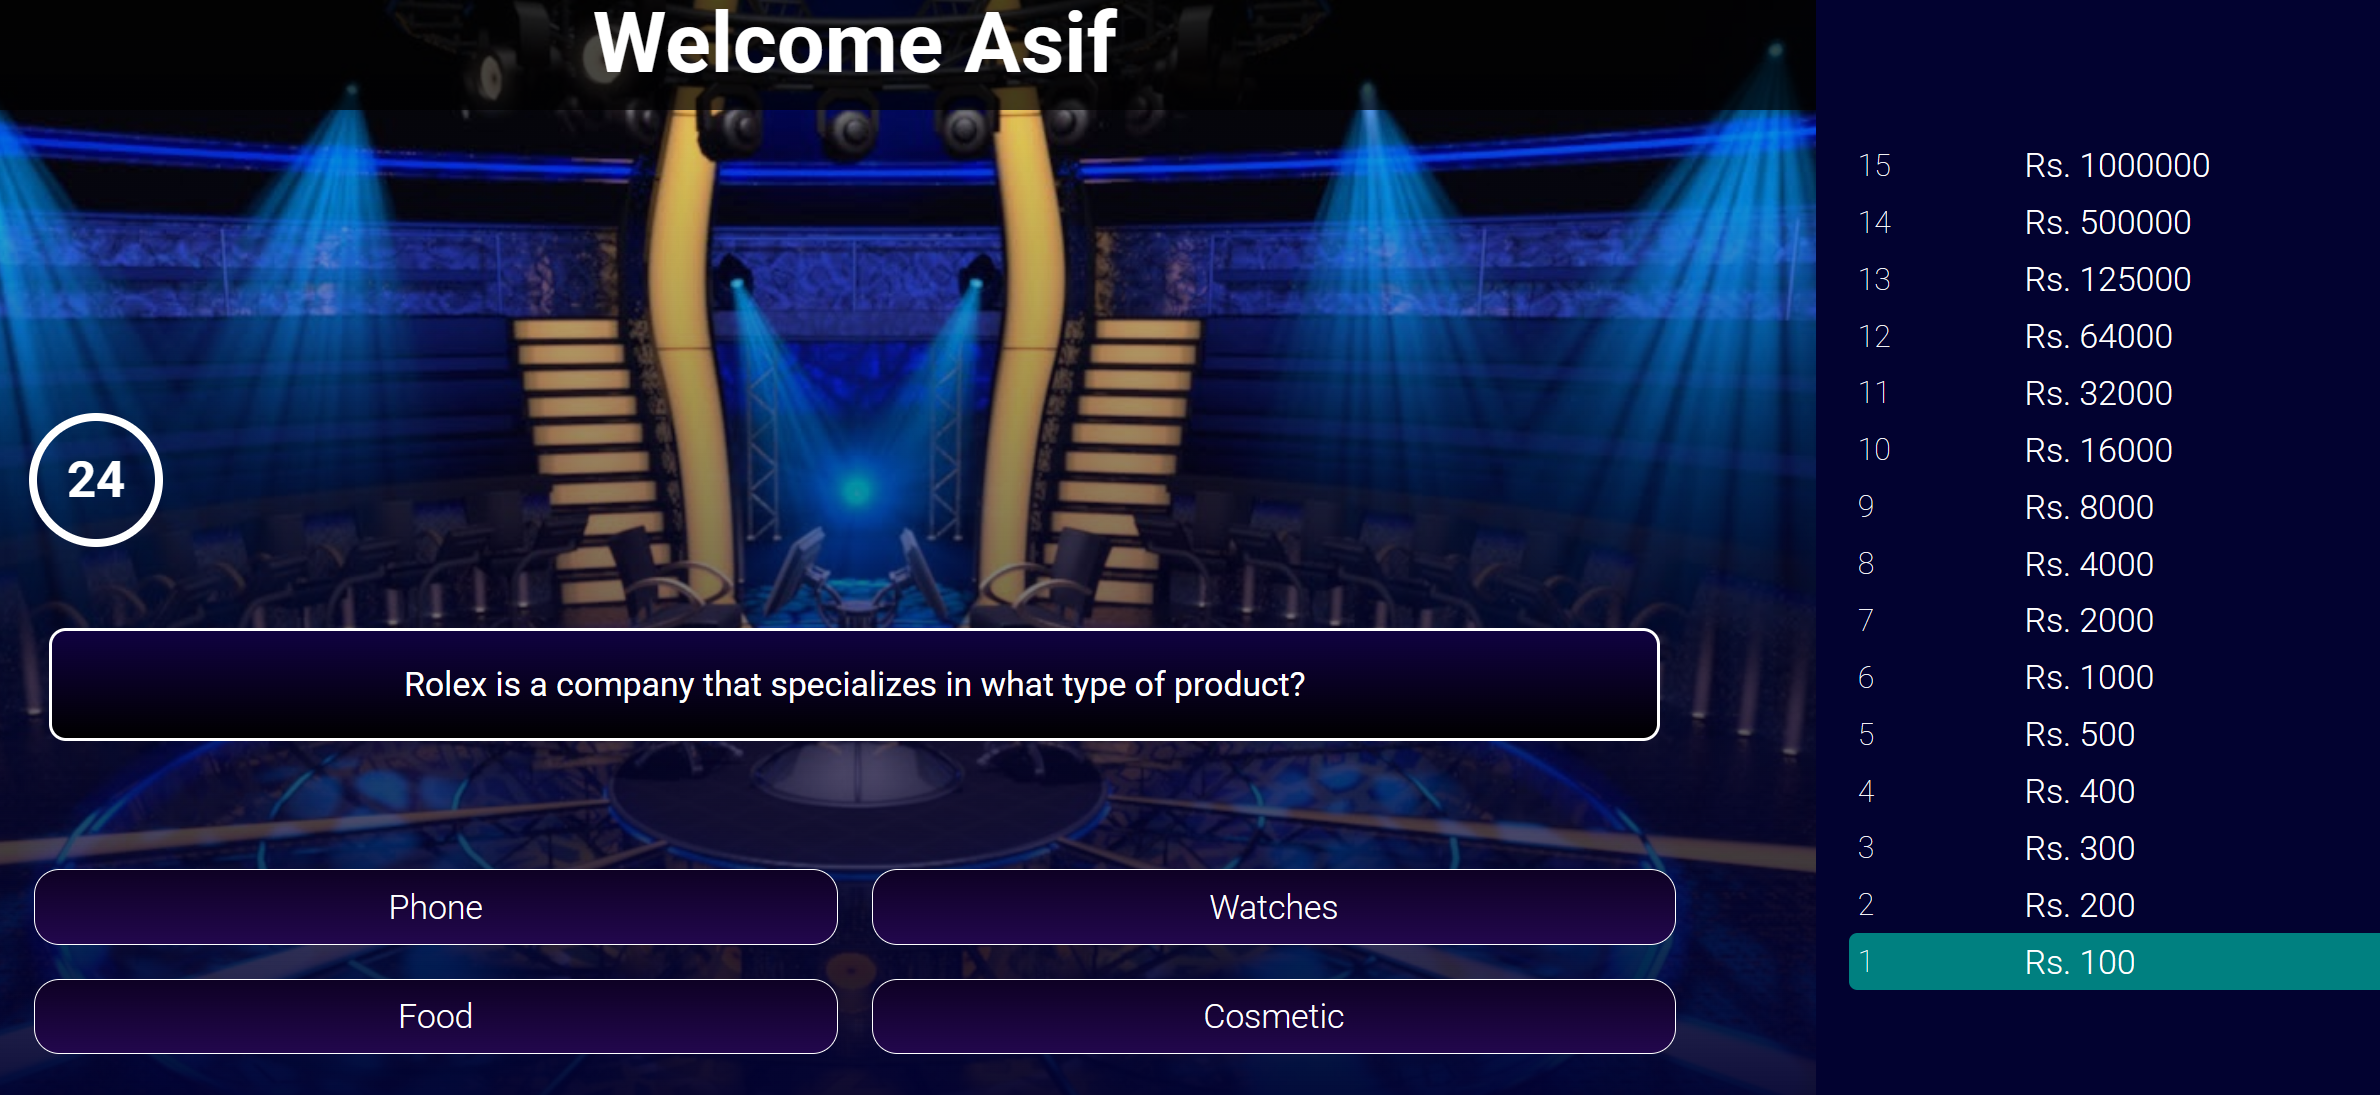 Welcome Asif
24
Rolex is a company that specializes in what type of product?
Phone
Watches
Food
Cosmetic
15 Rs. 1000000
14 Rs. 500000
13 Rs. 125000
12 Rs. 64000
11 Rs. 32000
10 Rs. 16000
9 Rs. 8000
8 Rs. 4000
7 Rs. 2000
6 Rs. 1000
5 Rs. 500
4 Rs. 400
3 Rs. 300
2 Rs. 200
1 Rs. 100